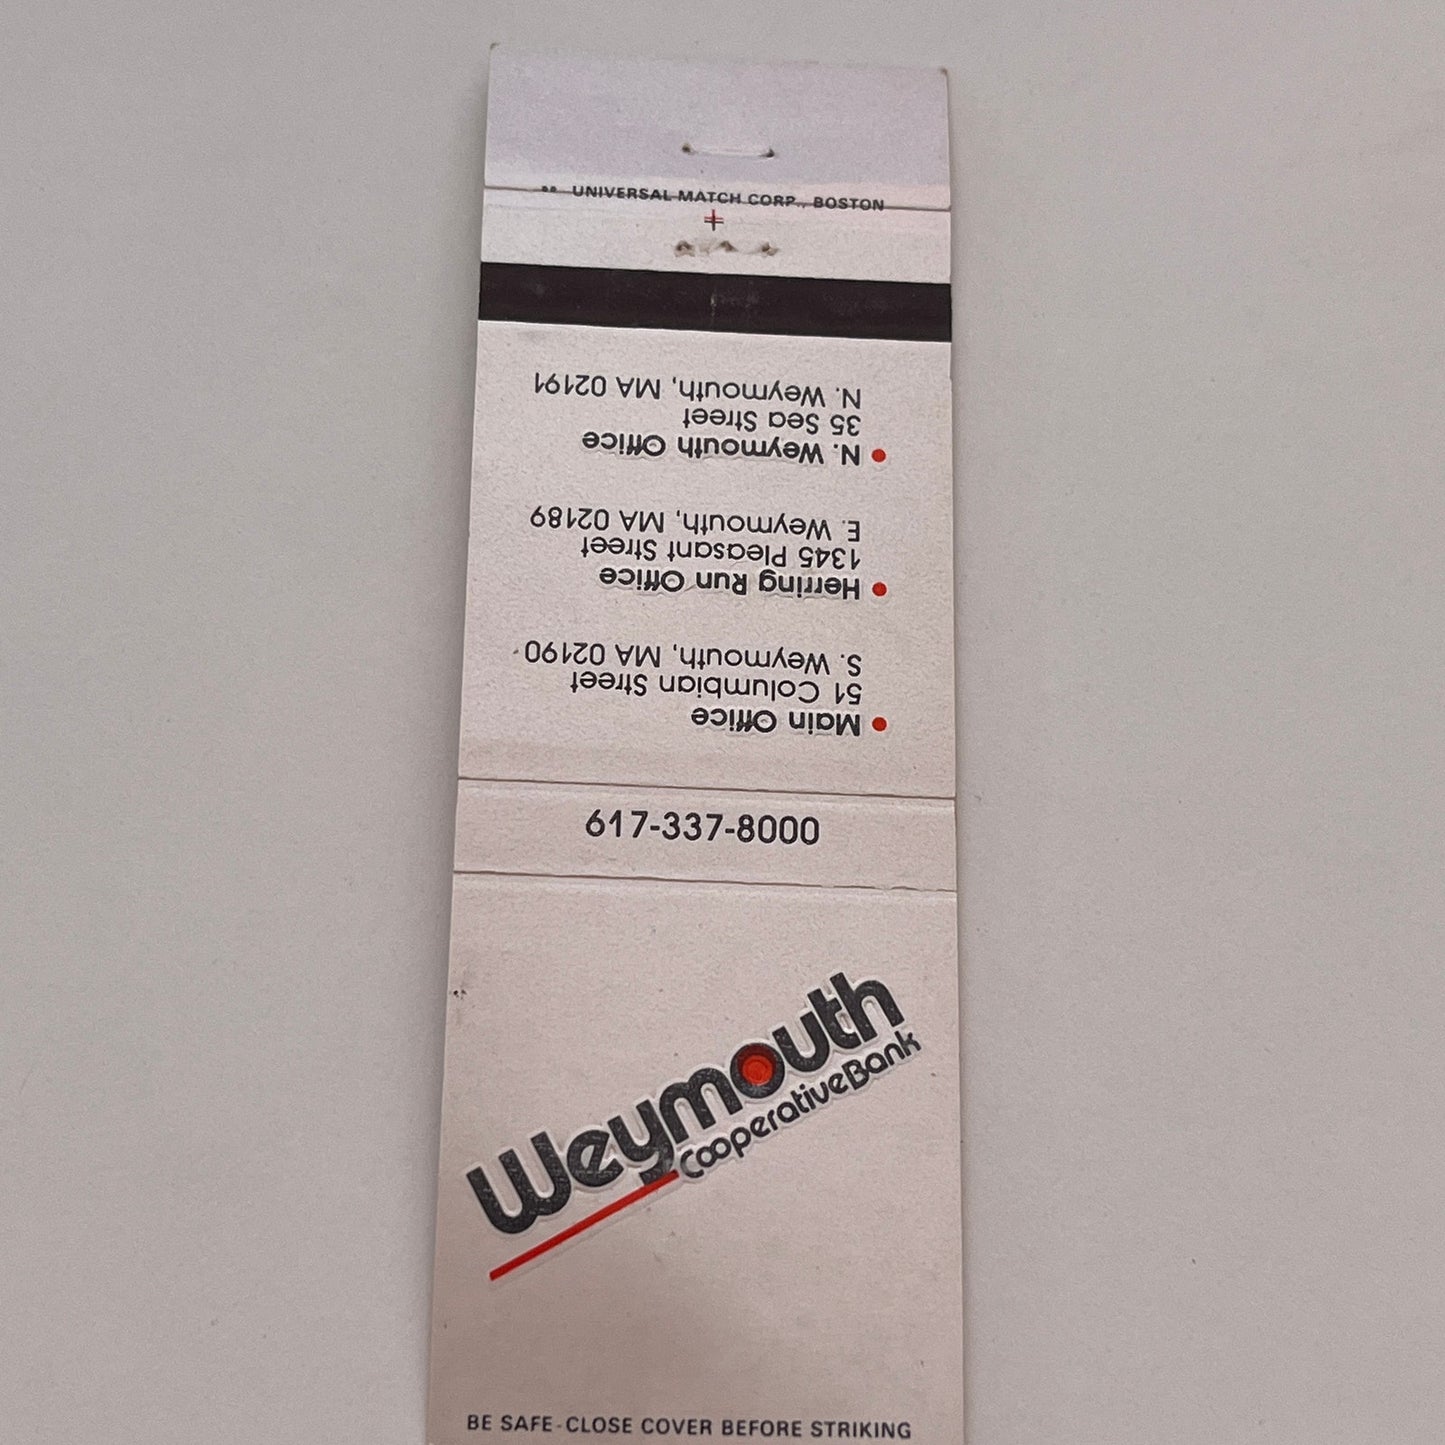 UNIVERSAL MATCH CORP., BOSTON
• Main Office
51 Columbian Street
S. Weymouth, MA 02190
• Herring Run Office
1345 Pleasant Street
E. Weymouth, MA 02189
• N. Weymouth Office
35 Sea Street
N. Weymouth, MA 02191
617-337-8000
Weymouth
CooperativeBank
BE SAFE-CLOSE COVER BEFORE STRIKING